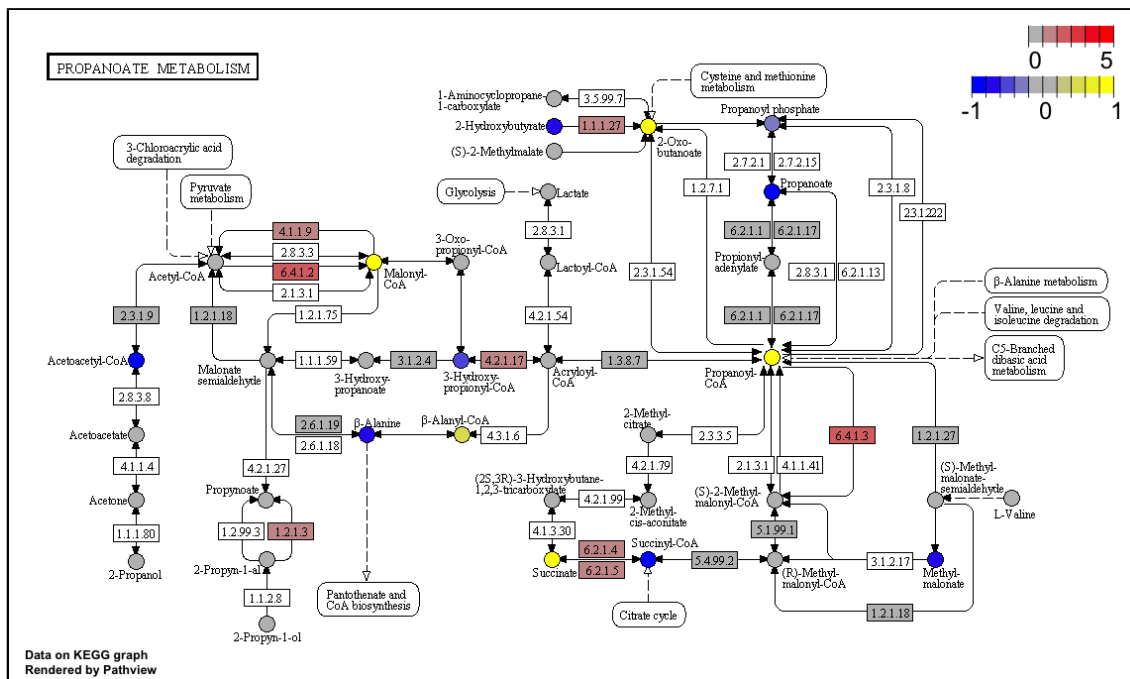 PROPANOATE METABOLISM
0 5
-1 0 1
Cysteine and methionine
metabolism
1-Aminocyclopropane
1-carboxylate
3.5.99.7
Propanoyl phosphate
2-Hydroxybutyrate
1.1.1.27
2-Oxo-
butanoate
(S)-2-Methylmalate
3-Chloroacrylic acid
degradation
Pyruvate
metabolism
Glycolysis
Lactate
2.7.2.1
2.7.2.15
1.2.7.1
2.3.1.8
2.3.1.222
Propanoate
4.1.1.9
2.8.3.3
6.4.1.2
2.1.3.1
Acetyl-CoA
Malonyl-
CoA
3-Oxo-
propionyl-CoA
2.8.3.1
Lactoyl-CoA
6.2.1.1
6.2.1.17
Propionyl-
adenylate
2.3.1.54
2.8.3.1
6.2.1.13
β-Alanine metabolism
Valine, leucine and
isoleucine degradation
C5-Branched
dibasic acid
metabolism
2.3.1.9
1.2.1.18
1.2.1.75
4.2.1.54
6.2.1.1
6.2.1.17
Acetoacetyl-CoA
Malonate
semialdehyde
1.1.1.59
3-Hydroxy-
propanoate
3.1.2.4
3-Hydroxy-
propionyl-CoA
4.2.1.17
Acryloyl-
CoA
1.3.8.7
Propanoyl-
CoA
2.8.3.8
Acetoacetate
2.6.1.19
2.6.1.18
β-Alanine
β-Alanyl-CoA
4.3.1.6
2-Methyl-
citrate
2.3.3.5
6.4.1.3
1.2.1.27
4.1.1.4
Acetone
4.2.1.27
Propynoate
4.2.1.79
2.1.3.1
4.1.1.41
(S)-Methyl-
malonate-
semialdehyde
L-Valine
(2S,3R)-3-Hydroxybutane-
1,2,3-tricarboxylate
4.2.1.99
2-Methyl-
cis-aconitate
(S)-2-Methyl-
malonyl-CoA
1.1.1.80
2-Propanol
1.2.99.3
1.2.1.3
2-Propyn-1-al
4.1.3.30
5.1.99.1
Succinate
6.2.1.4
6.2.1.5
Succinyl-CoA
5.4.99.2
(R)-Methyl-
malonyl-CoA
3.1.2.17
Methyl-
malonate
1.1.2.8
2-Propyn-1-ol
Pantothenate and
CoA biosynthesis
Citrate cycle
1.2.1.18
Data on KEGG graph
Rendered by Pathview